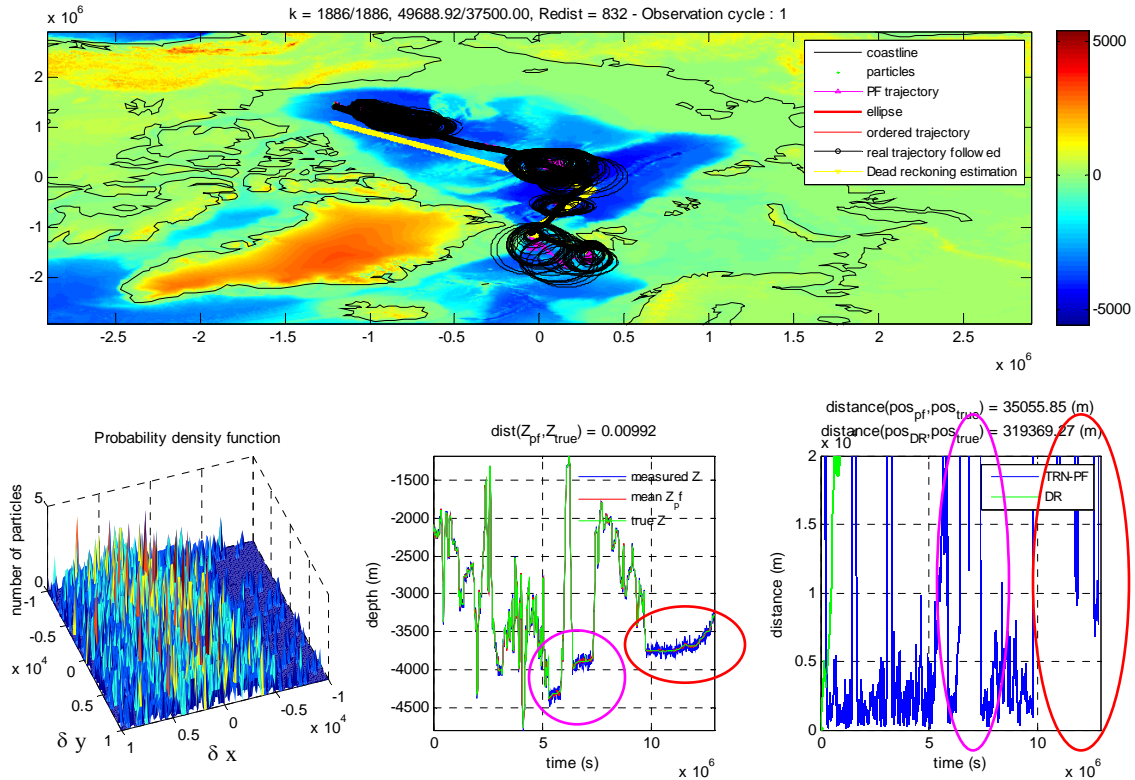 k = 1886/1886, 49688.92/37500.00, Redist = 832 - Observation cycle : 1
x 10^6
2
1
0
-1
-2
-2.5 -2 -1.5 -1 -0.5 0 0.5 1 1.5 2 2.5
x 10^6
coastline
particles
PF trajectory
ellipse
ordered trajectory
real trajectory followed
Dead reckoning estimation
5000
0
-5000
Probability density function
number of particles
5
0
-1
-0.5
0
0.5
1
x 10^4
δ y
1 0.5 0 -0.5 -1
x 10^4
δ x
dist(Z_pf,Z_true) = 0.00992
measured Z
mean Z_pf
true Z
depth (m)
-1500
-2000
-2500
-3000
-3500
-4000
-4500
0 5 10
time (s)
x 10^6
distance(pos_pf,pos_true) = 35055.85 (m)
distance(pos_DR,pos_true) = 319369.27 (m)
TRN-PF
DR
distance (m)
2
1.5
1
0.5
0
0 5 10
time (s)
x 10^6